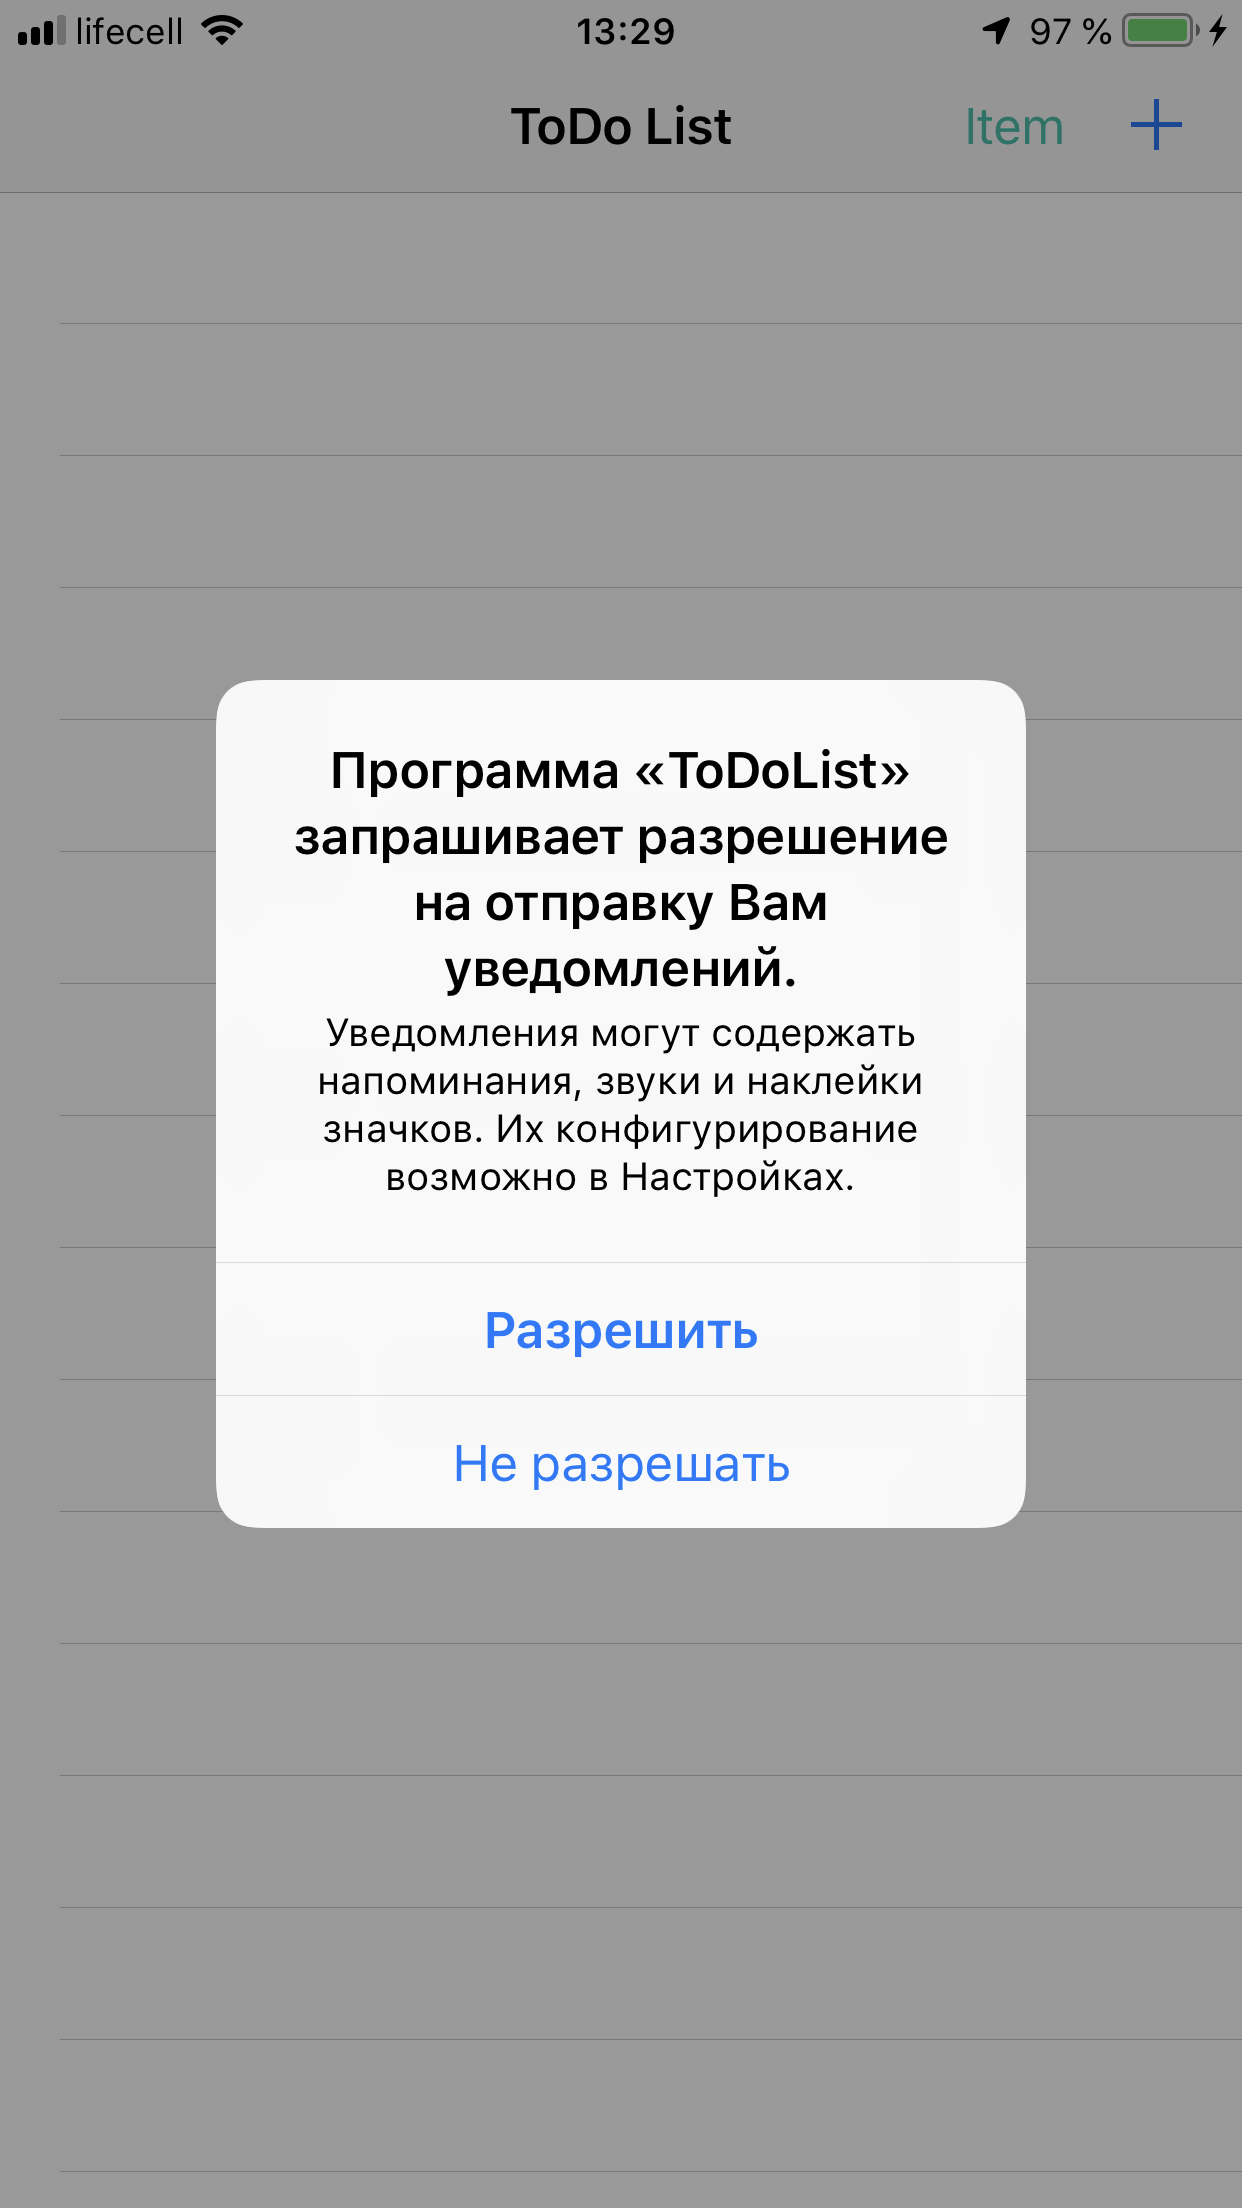 lifecell 13:29 97 %
ToDo List Item
Программа «ToDoList»
запрашивает разрешение
на отправку Вам
уведомлений.
Уведомления могут содержать
напоминания, звуки и наклейки
значков. Их конфигурирование
возможно в Настройках.
Разрешить
Не разрешать